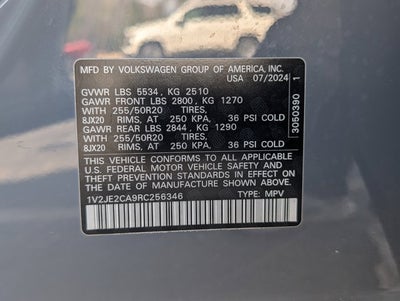 MFD BY VOLKSWAGEN GROUP OF AMERICA, INC.
USA 07/2024
GVWR LBS 5534 , KG 2510
GAWR FRONT LBS 2800 , KG 1270
WITH 255/50R20 TIRES,
8JX20 RIMS, AT 250 KPA, 36 PSI COLD
GAWR REAR LBS 2844 , KG 1290
WITH 255/50R20 TIRES,
8JX20 RIMS, AT 250 KPA, 36 PSI COLD
THIS VEHICLE CONFORMS TO ALL APPLICABLE
U.S. FEDERAL MOTOR VEHICLE SAFETY AND
THEFT PREVENTION STANDARDS IN EFFECT ON THE
DATE OF MANUFACTURE SHOWN ABOVE.
1V2JE2CA9RC256346 TYPE: MPV
3050390 1